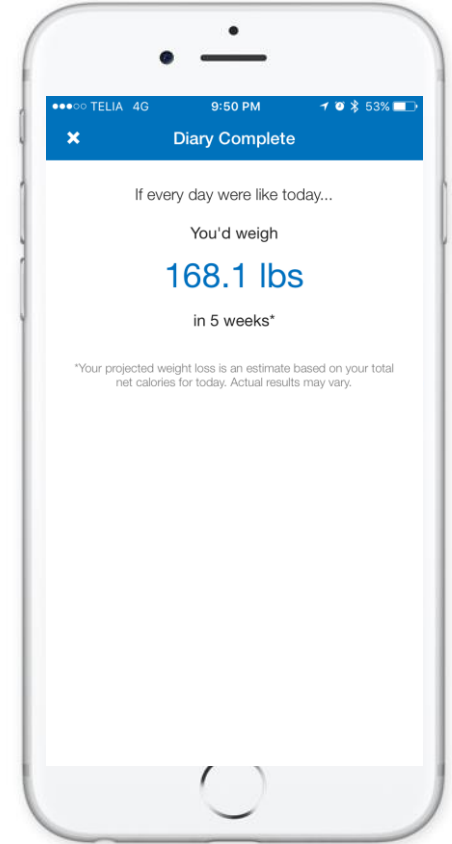 ●●●○○ TELIA 4G 9:50 PM 53%
× Diary Complete
If every day were like today...
You'd weigh
168.1 lbs
in 5 weeks*
*Your projected weight loss is an estimate based on your total
net calories for today. Actual results may vary.